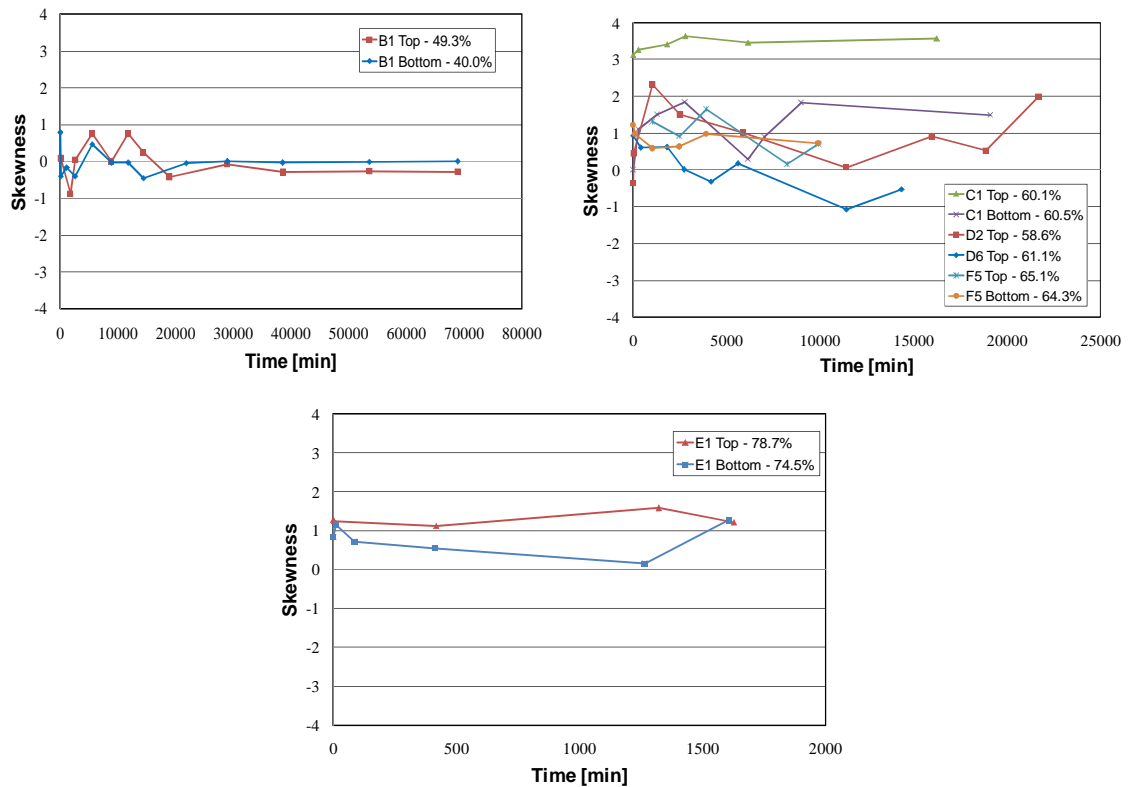 4
3
2
1
0
-1
-2
-3
-4
Skewness
B1 Top - 49.3%
B1 Bottom - 40.0%
0 10000 20000 30000 40000 50000 60000 70000 80000
Time [min]
4
3
2
1
0
-1
-2
-3
-4
Skewness
C1 Top - 60.1%
C1 Bottom - 60.5%
D2 Top - 58.6%
D6 Top - 61.1%
F5 Top - 65.1%
F5 Bottom - 64.3%
0 5000 10000 15000 20000 25000
Time [min]
4
3
2
1
0
-1
-2
-3
-4
Skewness
E1 Top - 78.7%
E1 Bottom - 74.5%
0 500 1000 1500 2000
Time [min]